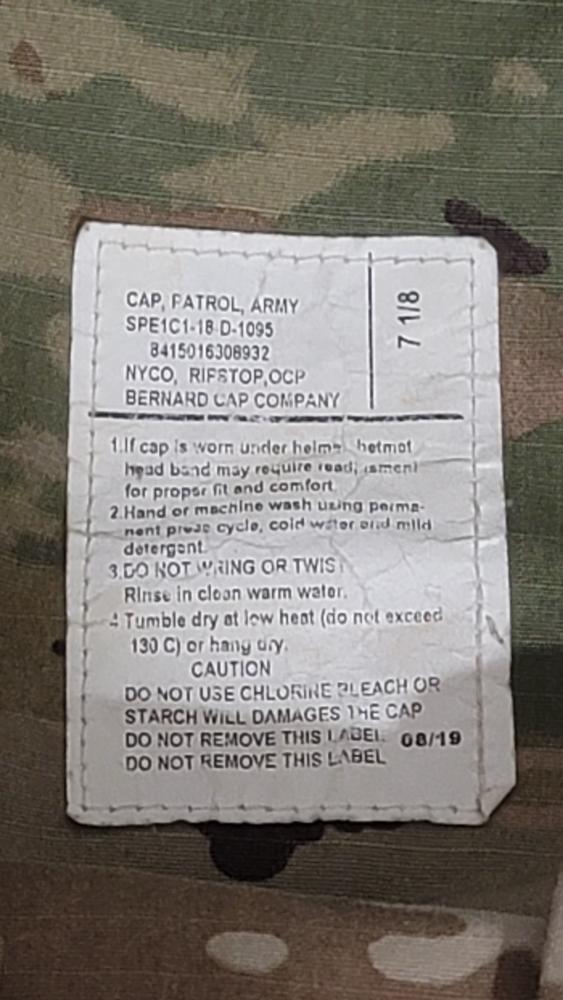 CAP, PATROL, ARMY
SPE1C1-18-D-1095
8415016308932
NYCO, RIPSTOP,OCP
BERNARD CAP COMPANY
7 1/8
1.If cap is worn under helmet helmet
head band may require
for proper fit and comfort.
2.Hand or machine wash using perma-
nent press cycle, cold water and mild
detergent.
3.DO NOT WRING OR TWIST
Rinse in clean warm water.
4 Tumble dry at low heat (do not exceed
130 C) or hang dry.
CAUTION
DO NOT USE CHLORINE BLEACH OR
STARCH WILL DAMAGES THE CAP
DO NOT REMOVE THIS LABEL 08/19
DO NOT REMOVE THIS LABEL